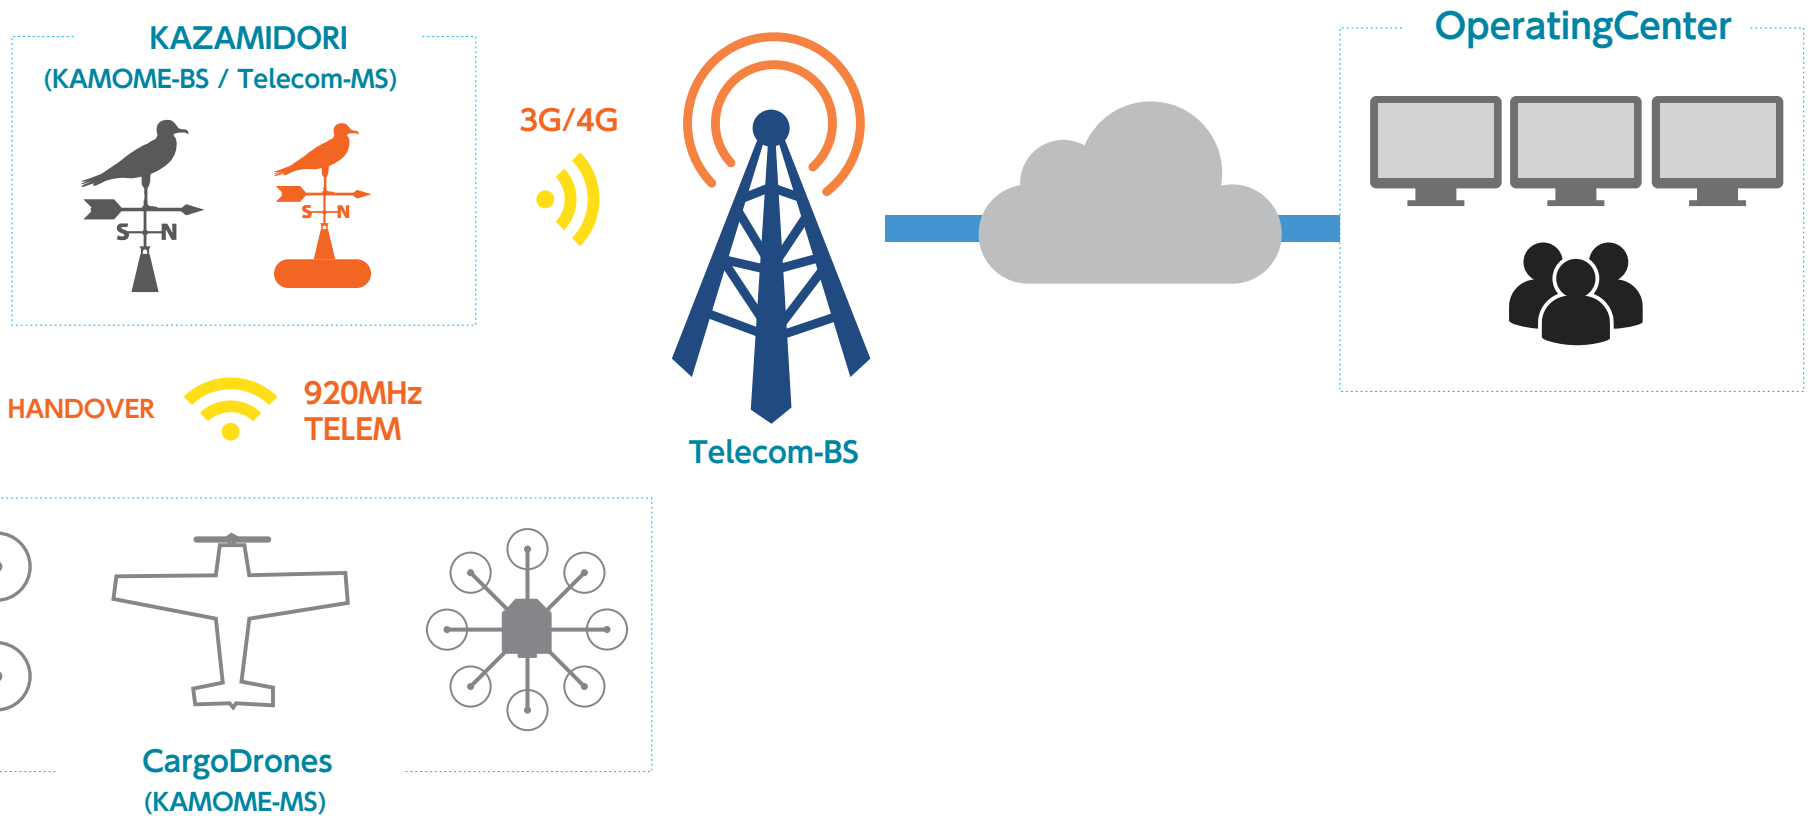 KAZAMIDORI
(KAMOME-BS / Telecom-MS)
S N
S N
3G/4G
OperatingCenter
HANDOVER
920MHz
TELEM
Telecom-BS
CargoDrones
(KAMOME-MS)